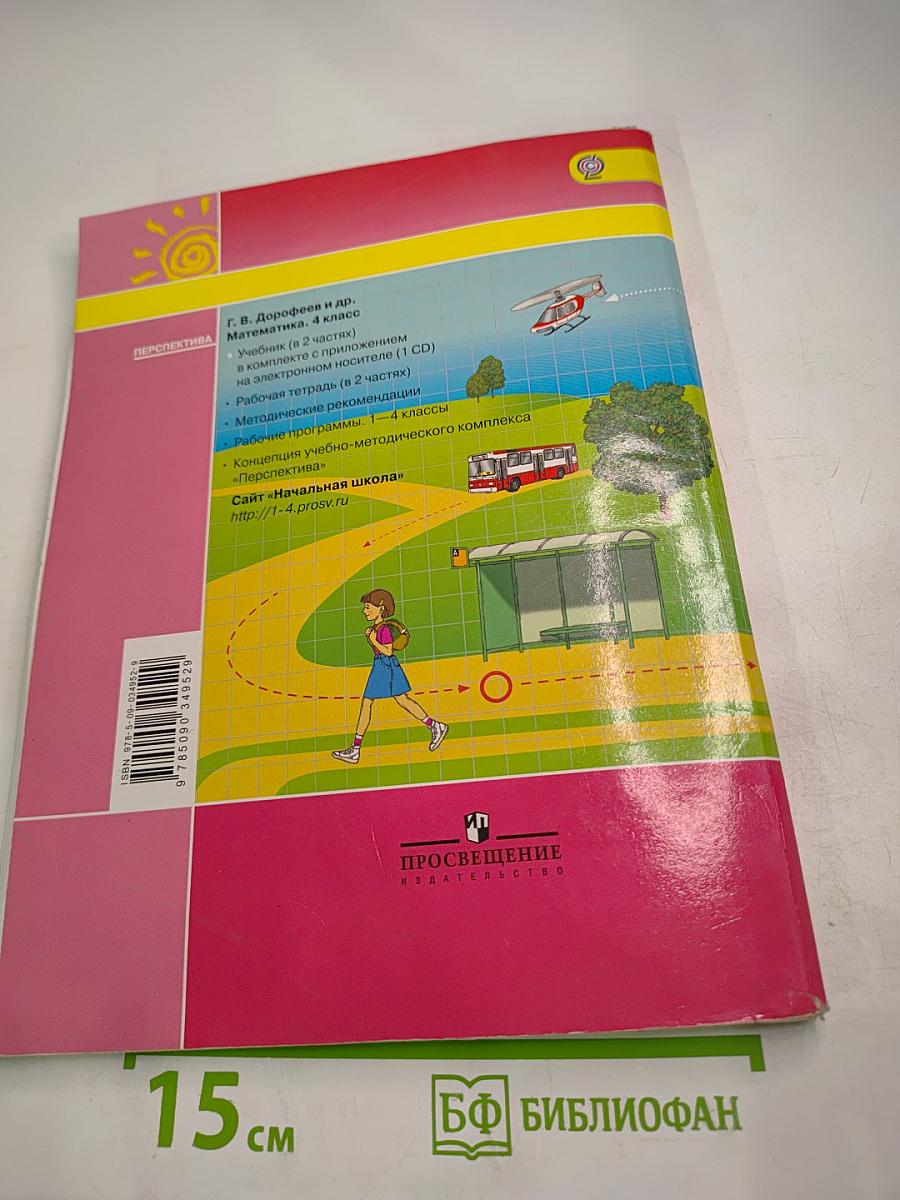 ПЕРСПЕКТИВА
Г. В. Дорофеев и др.
Математика. 4 класс
• Учебник (в 2 частях)
в комплекте с приложением
на электронном носителе (1 CD)
• Рабочая тетрадь (в 2 частях)
• Методические рекомендации
• Рабочие программы. 1—4 классы
• Концепция учебно-методического комплекса
«Перспектива»
Сайт «Начальная школа»
http://1-4.prosv.ru
А
ISBN 978-5-09-034952-9
9 785090 349529
ИП
ПРОСВЕЩЕНИЕ
ИЗДАТЕЛЬСТВО
15 см
БФ БИБЛИОФАН